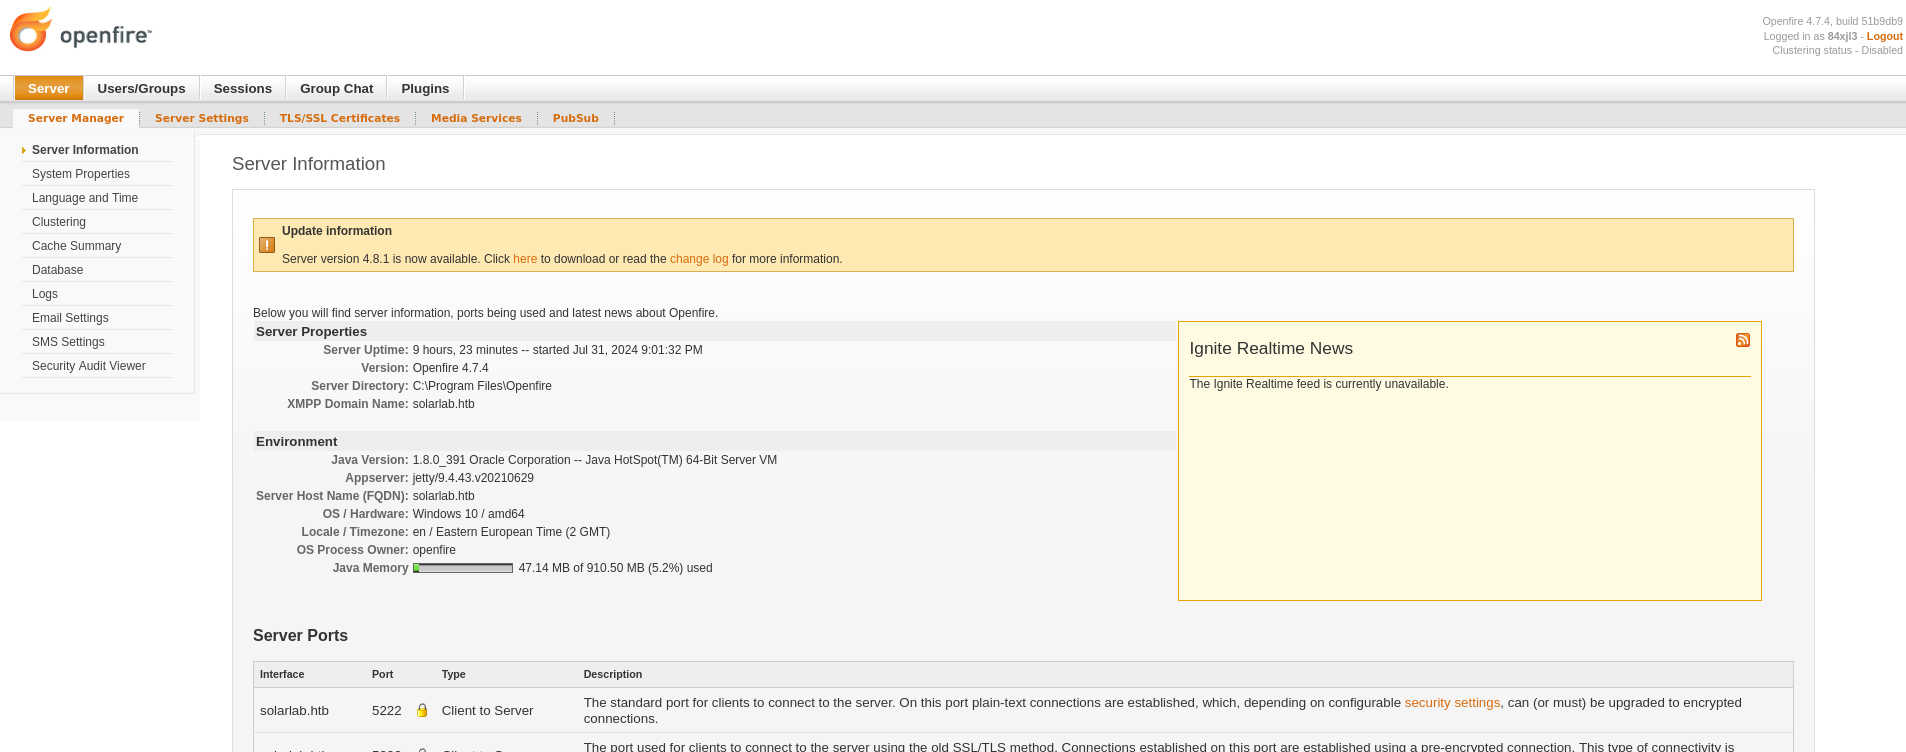 openfire™
Openfire 4.7.4, build 51b9db9
Logged in as 84xjl3 - Logout
Clustering status - Disabled
Server Users/Groups Sessions Group Chat Plugins
Server Manager Server Settings TLS/SSL Certificates Media Services PubSub
Server Information
System Properties
Language and Time
Clustering
Cache Summary
Database
Logs
Email Settings
SMS Settings
Security Audit Viewer
Server Information
Update information
Server version 4.8.1 is now available. Click here to download or read the change log for more information.
Below you will find server information, ports being used and latest news about Openfire.
Server Properties
Server Uptime: 9 hours, 23 minutes -- started Jul 31, 2024 9:01:32 PM
Version: Openfire 4.7.4
Server Directory: C:\Program Files\Openfire
XMPP Domain Name: solarlab.htb
Environment
Java Version: 1.8.0_391 Oracle Corporation -- Java HotSpot(TM) 64-Bit Server VM
Appserver: jetty/9.4.43.v20210629
Server Host Name (FQDN): solarlab.htb
OS / Hardware: Windows 10 / amd64
Locale / Timezone: en / Eastern European Time (2 GMT)
OS Process Owner: openfire
Java Memory 47.14 MB of 910.50 MB (5.2%) used
Ignite Realtime News
The Ignite Realtime feed is currently unavailable.
Server Ports
Interface Port Type Description
solarlab.htb 5222 Client to Server The standard port for clients to connect to the server. On this port plain-text connections are established, which, depending on configurable security settings, can (or must) be upgraded to encrypted
connections.
The port used for clients to connect to the server using the old SSL/TLS method. Connections established on this port are established using a pre-encrypted connection. This type of connectivity is